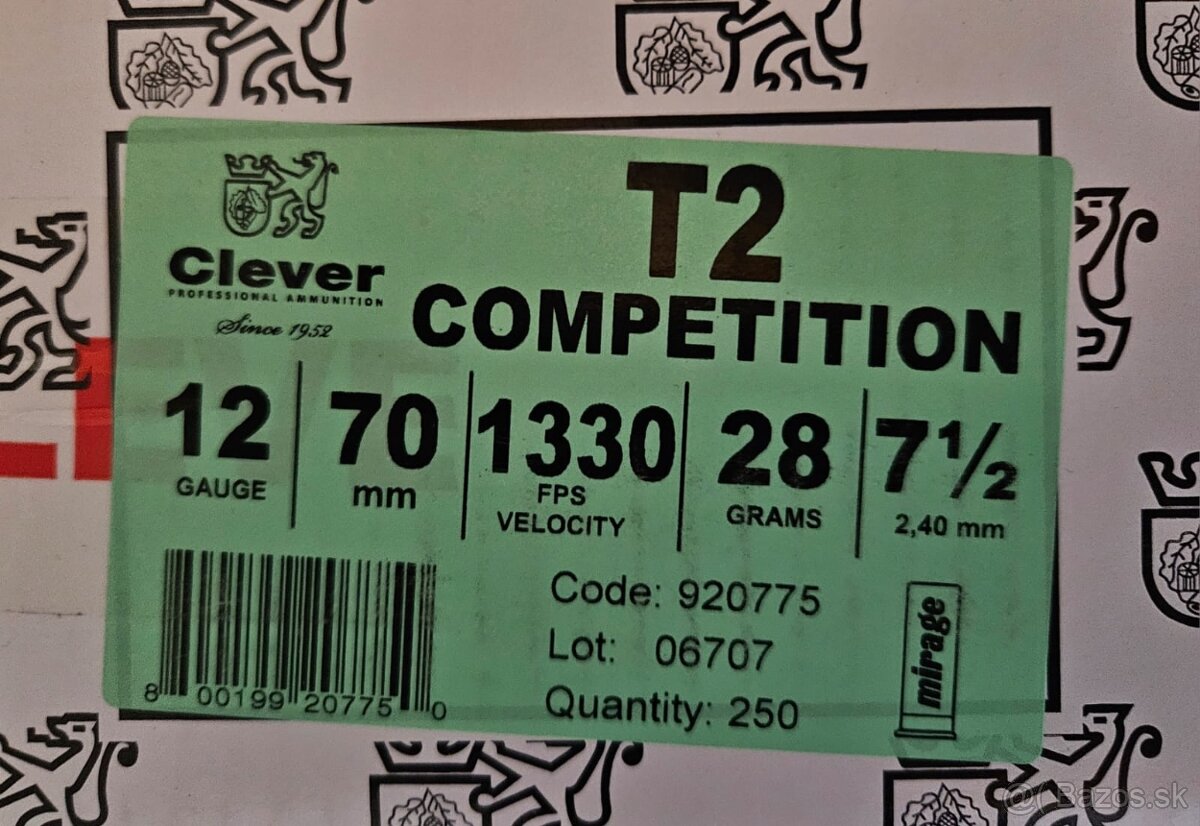 T2
COMPETITION
Clever
PROFESSIONAL AMMUNITION
Since 1952
12
GAUGE
70
mm
1330
FPS
VELOCITY
28
GRAMS
7½
2,40 mm
Code: 920775
Lot: 06707
Quantity: 250
8 00199 20775 0
mirage
Bazos.sk